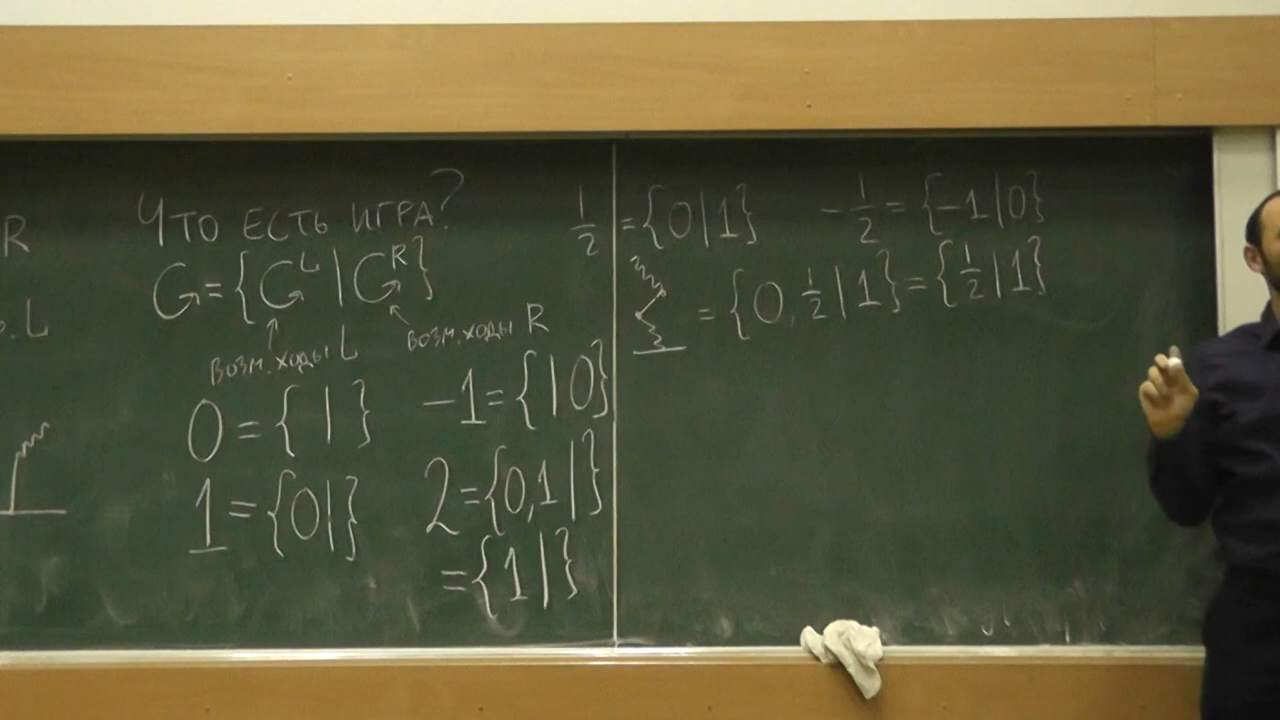 R
L
ЧТО ЕСТЬ ИГРА?
G={G^L|G^R}
ВОЗМ. ХОДЫ L
ВОЗМ. ХОДЫ R
0={ | }
-1={ |0}
1={0| }
2={0,1| }
={1| }
1/2={0|1}
-1/2={-1|0}
={0,1/2|1}={1/2|1}